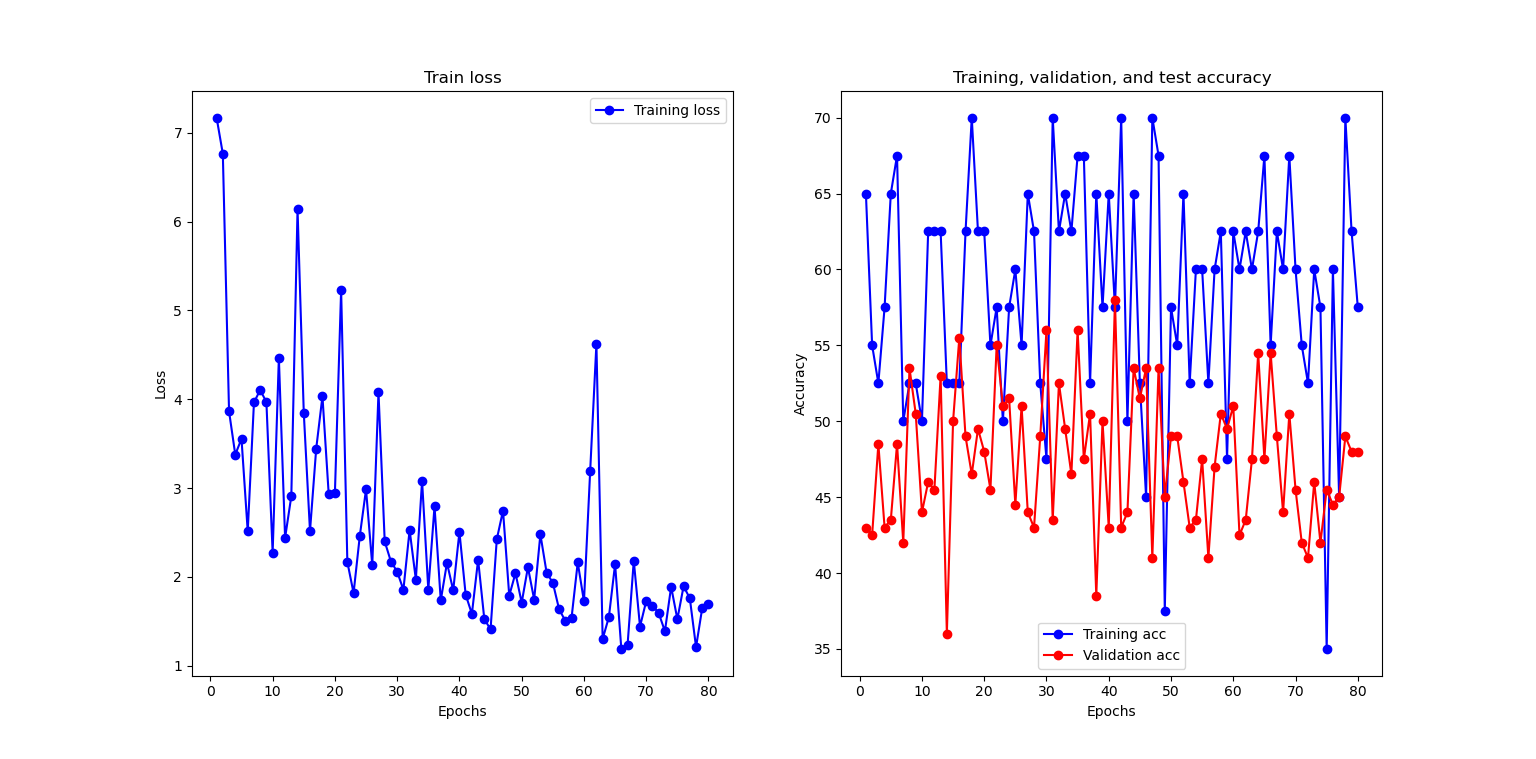 Train loss
Training loss
Loss
7
6
5
4
3
2
1
0 10 20 30 40 50 60 70 80
Epochs
Training, validation, and test accuracy
Accuracy
70
65
60
55
50
45
40
35
Training acc
Validation acc
0 10 20 30 40 50 60 70 80
Epochs